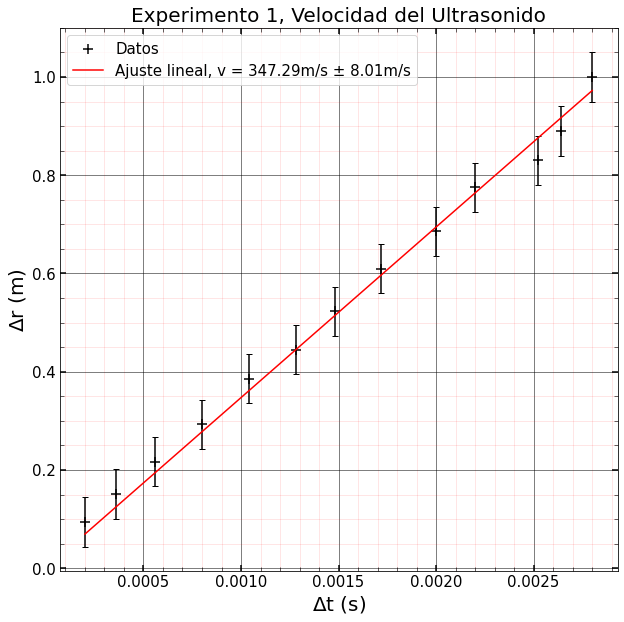 Experimento 1, Velocidad del Ultrasonido
Datos
Ajuste lineal, v = 347.29m/s ± 8.01m/s
1.0
0.8
0.6
0.4
0.2
0.0
Δr (m)
0.0005 0.0010 0.0015 0.0020 0.0025
Δt (s)